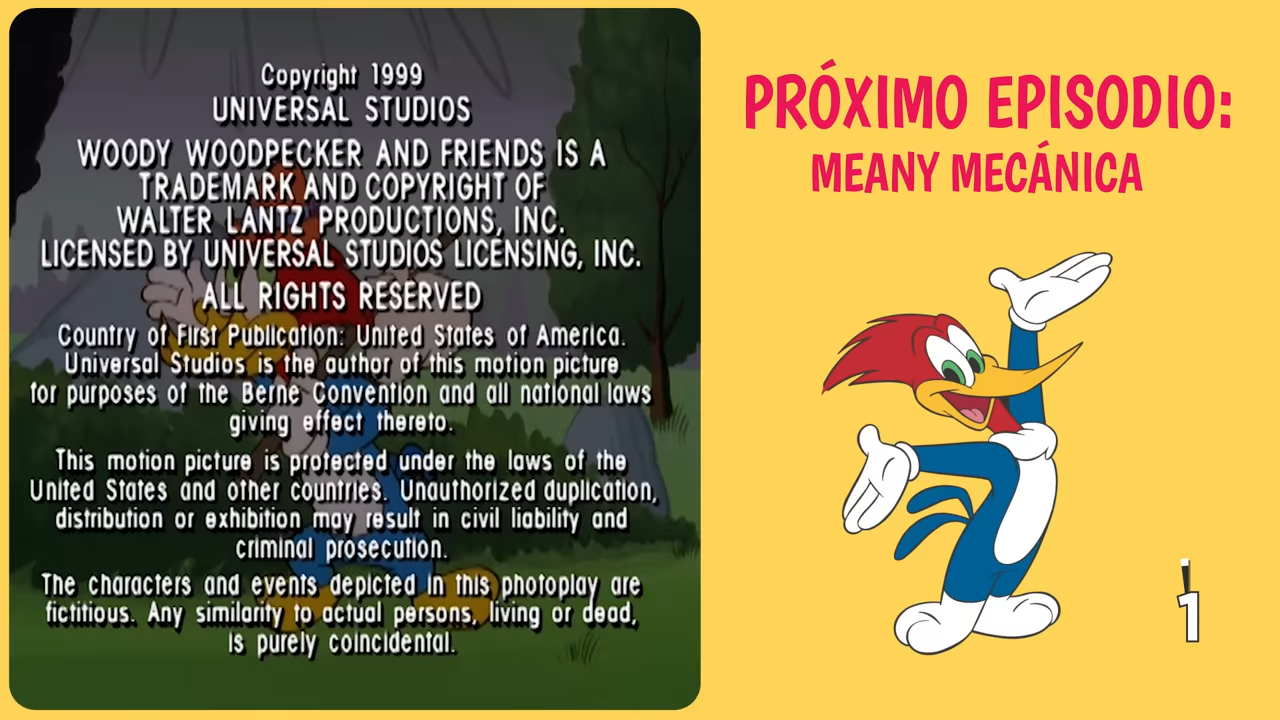 Copyright 1999
UNIVERSAL STUDIOS
WOODY WOODPECKER AND FRIENDS IS A
TRADEMARK AND COPYRIGHT OF
WALTER LANTZ PRODUCTIONS, INC.
LICENSED BY UNIVERSAL STUDIOS LICENSING, INC.
ALL RIGHTS RESERVED
Country of First Publication: United States of America.
Universal Studios is the author of this motion picture
for purposes of the Berne Convention and all national laws
giving effect thereto.
This motion picture is protected under the laws of the
United States and other countries. Unauthorized duplication,
distribution or exhibition may result in civil liability and
criminal prosecution.
The characters and events depicted in this photoplay are
fictitious. Any similarity to actual persons, living or dead,
is purely coincidental.
PRÓXIMO EPISODIO:
MEANY MECÁNICA
1